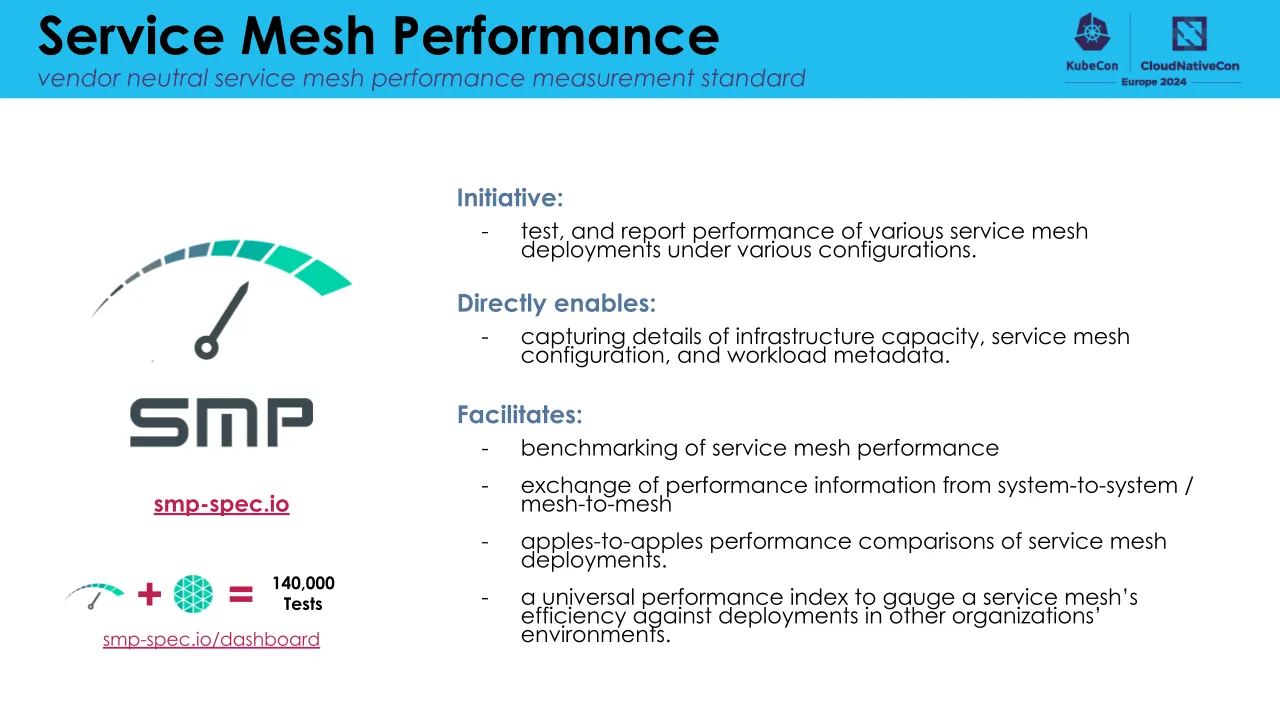 Service Mesh Performance
vendor neutral service mesh performance measurement standard
KubeCon
CloudNativeCon
Europe 2024
Initiative:
- test, and report performance of various service mesh
deployments under various configurations.
Directly enables:
- capturing details of infrastructure capacity, service mesh
configuration, and workload metadata.
Facilitates:
- benchmarking of service mesh performance
- exchange of performance information from system-to-system /
mesh-to-mesh
- apples-to-apples performance comparisons of service mesh
deployments.
- a universal performance index to gauge a service mesh’s
efficiency against deployments in other organizations’
environments.
SMP
smp-spec.io
+ = 140,000
Tests
smp-spec.io/dashboard